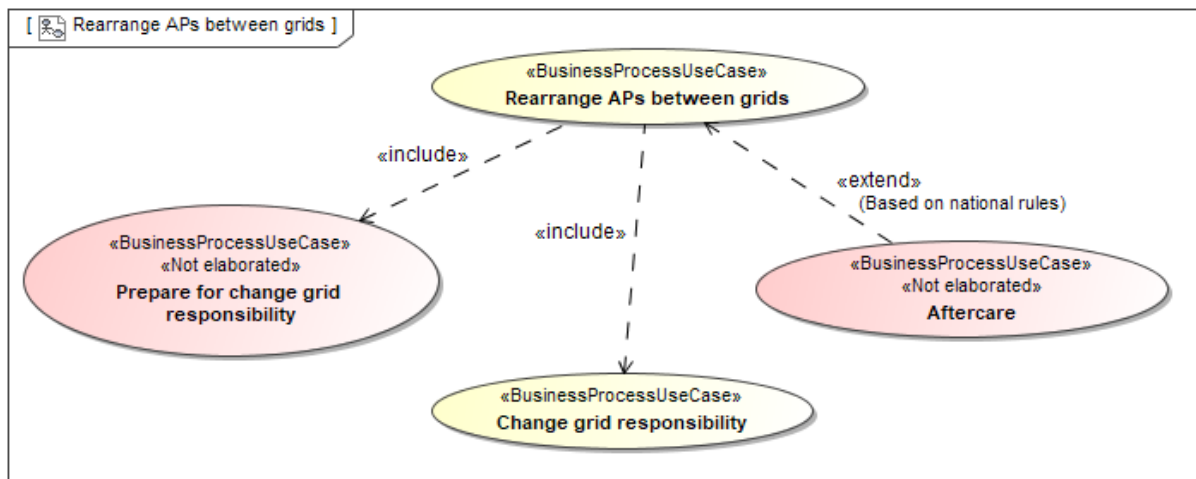 [ Rearrange APs between grids ]
«BusinessProcessUseCase»
Rearrange APs between grids
«include»
«extend»
(Based on national rules)
«include»
«BusinessProcessUseCase»
«Not elaborated»
Prepare for change grid
responsibility
«BusinessProcessUseCase»
«Not elaborated»
Aftercare
«BusinessProcessUseCase»
Change grid responsibility